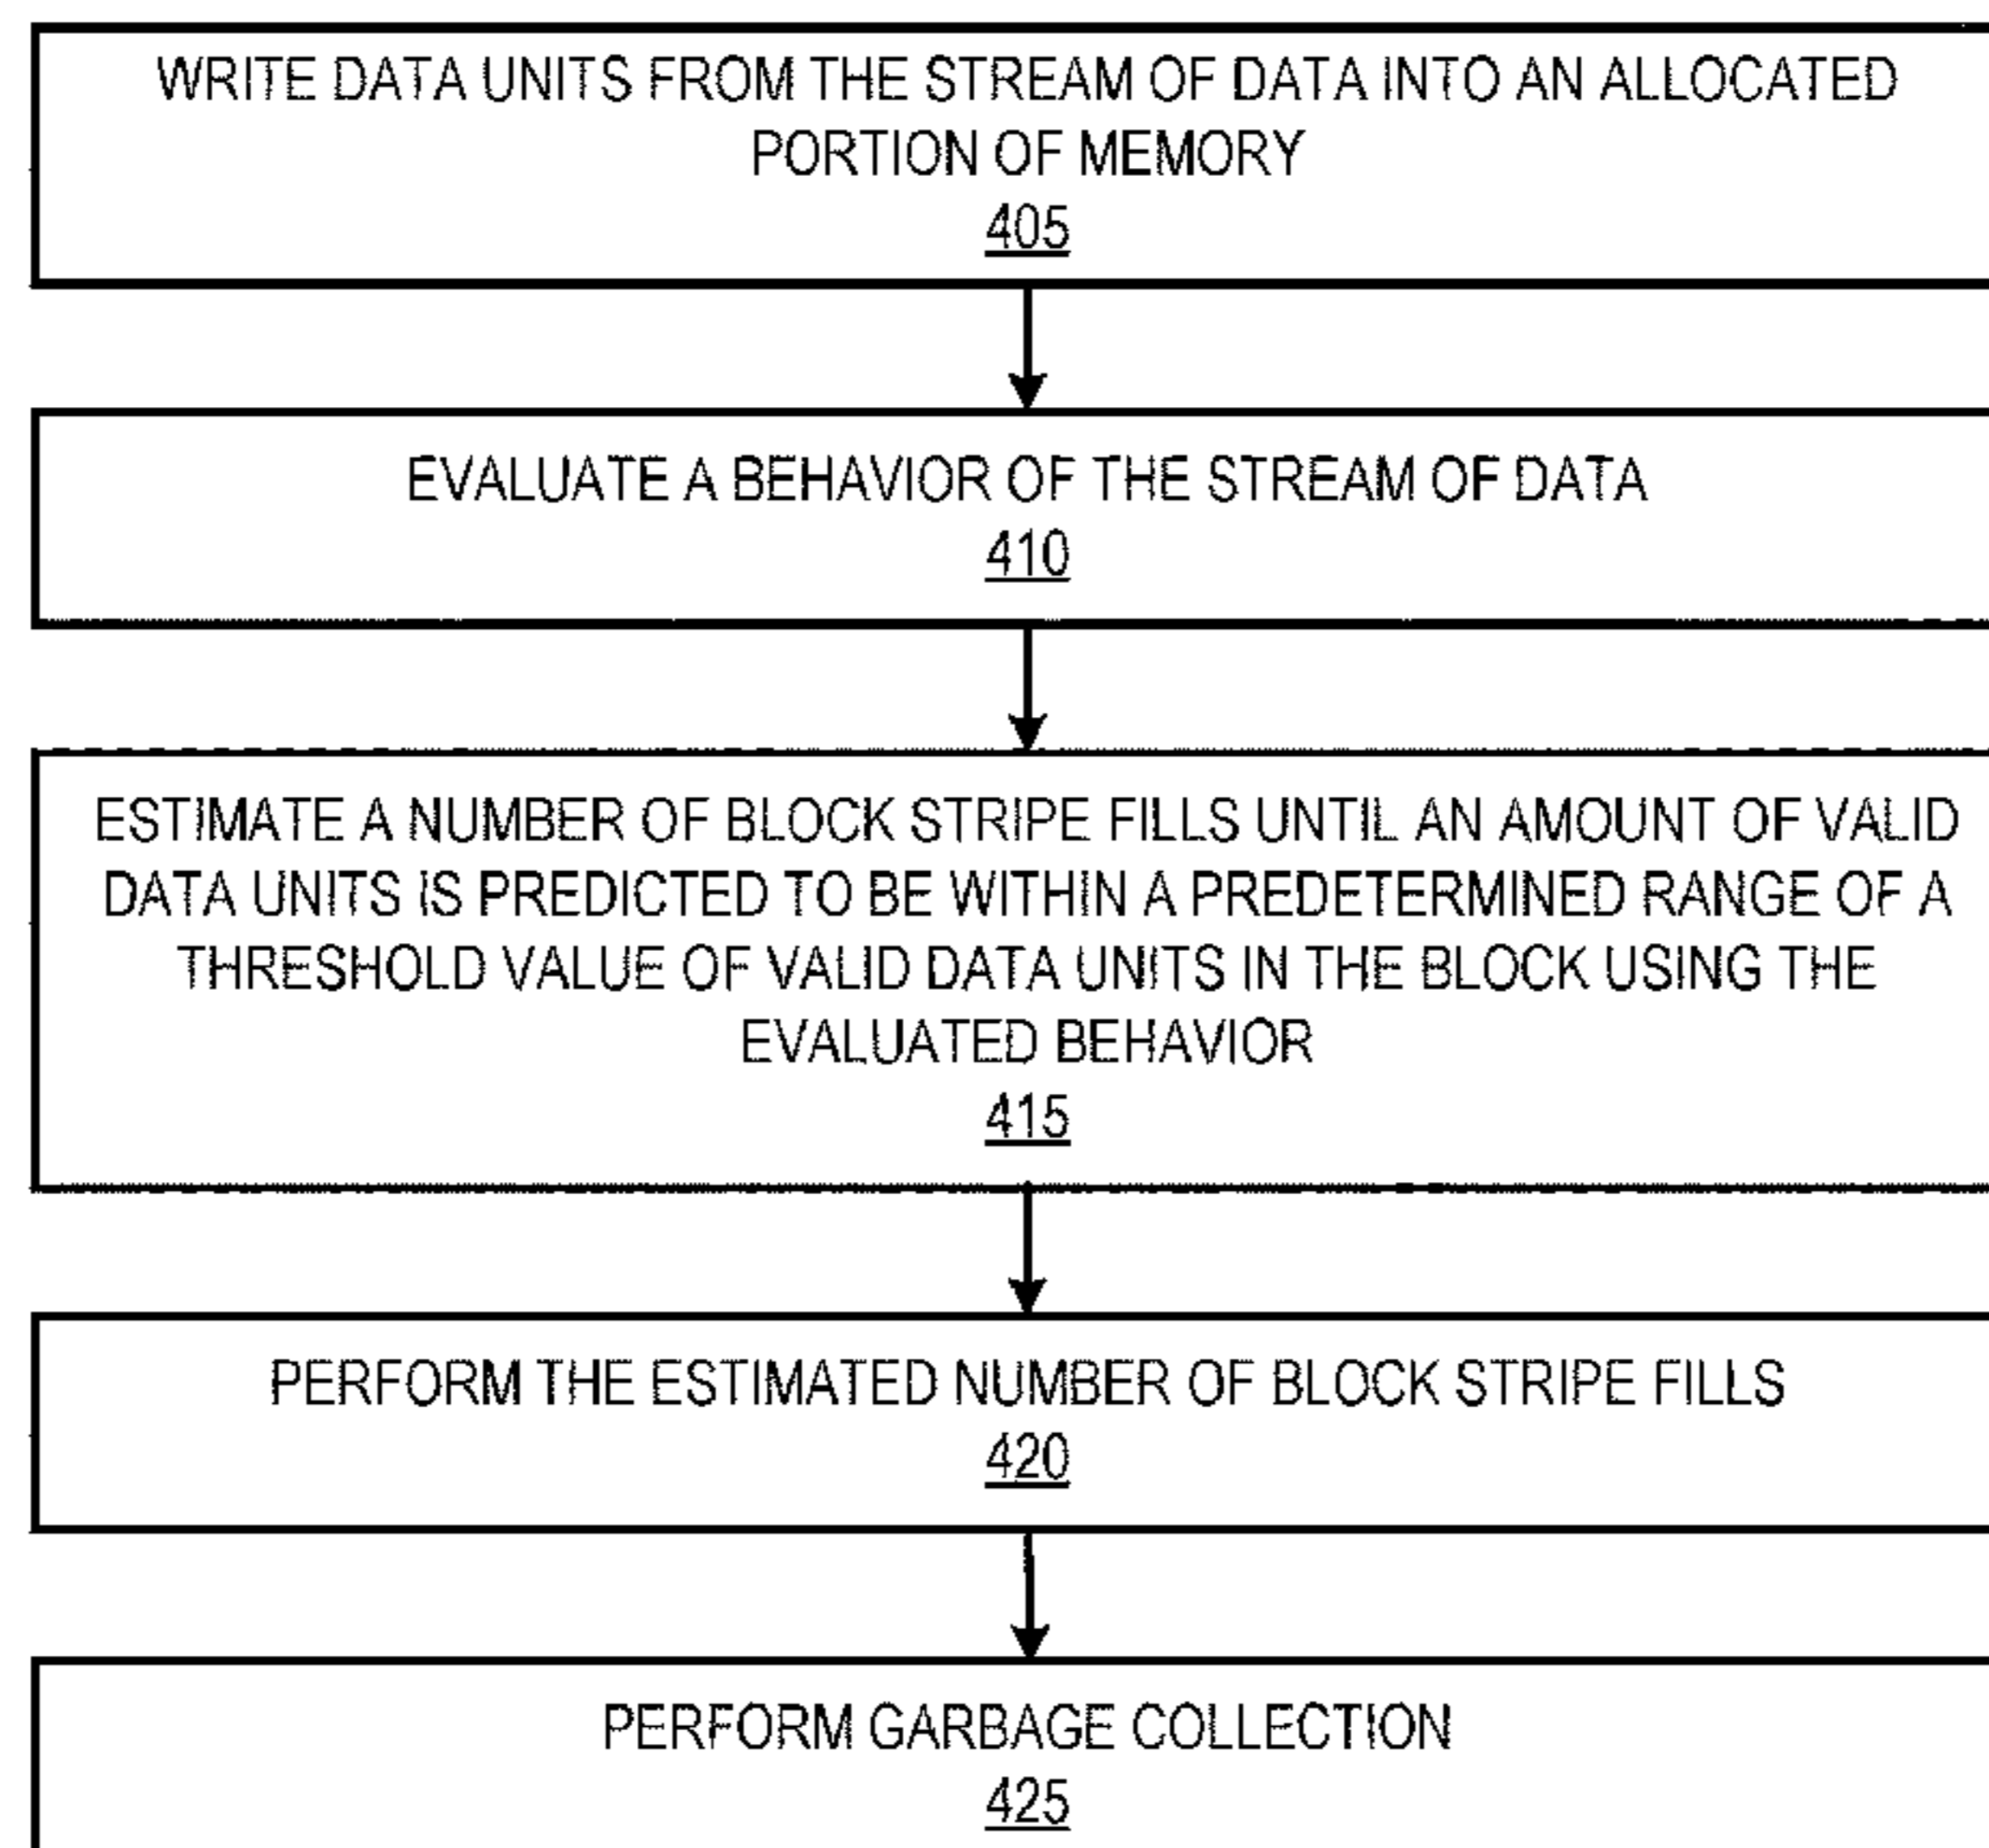 WRITE DATA UNITS FROM THE STREAM OF DATA INTO AN ALLOCATED
PORTION OF MEMORY
405
EVALUATE A BEHAVIOR OF THE STREAM OF DATA
410
ESTIMATE A NUMBER OF BLOCK STRIPE FILLS UNTIL AN AMOUNT OF VALID
DATA UNITS IS PREDICTED TO BE WITHIN A PREDETERMINED RANGE OF A
THRESHOLD VALUE OF VALID DATA UNITS IN THE BLOCK USING THE
EVALUATED BEHAVIOR
415
PERFORM THE ESTIMATED NUMBER OF BLOCK STRIPE FILLS
420
PERFORM GARBAGE COLLECTION
425